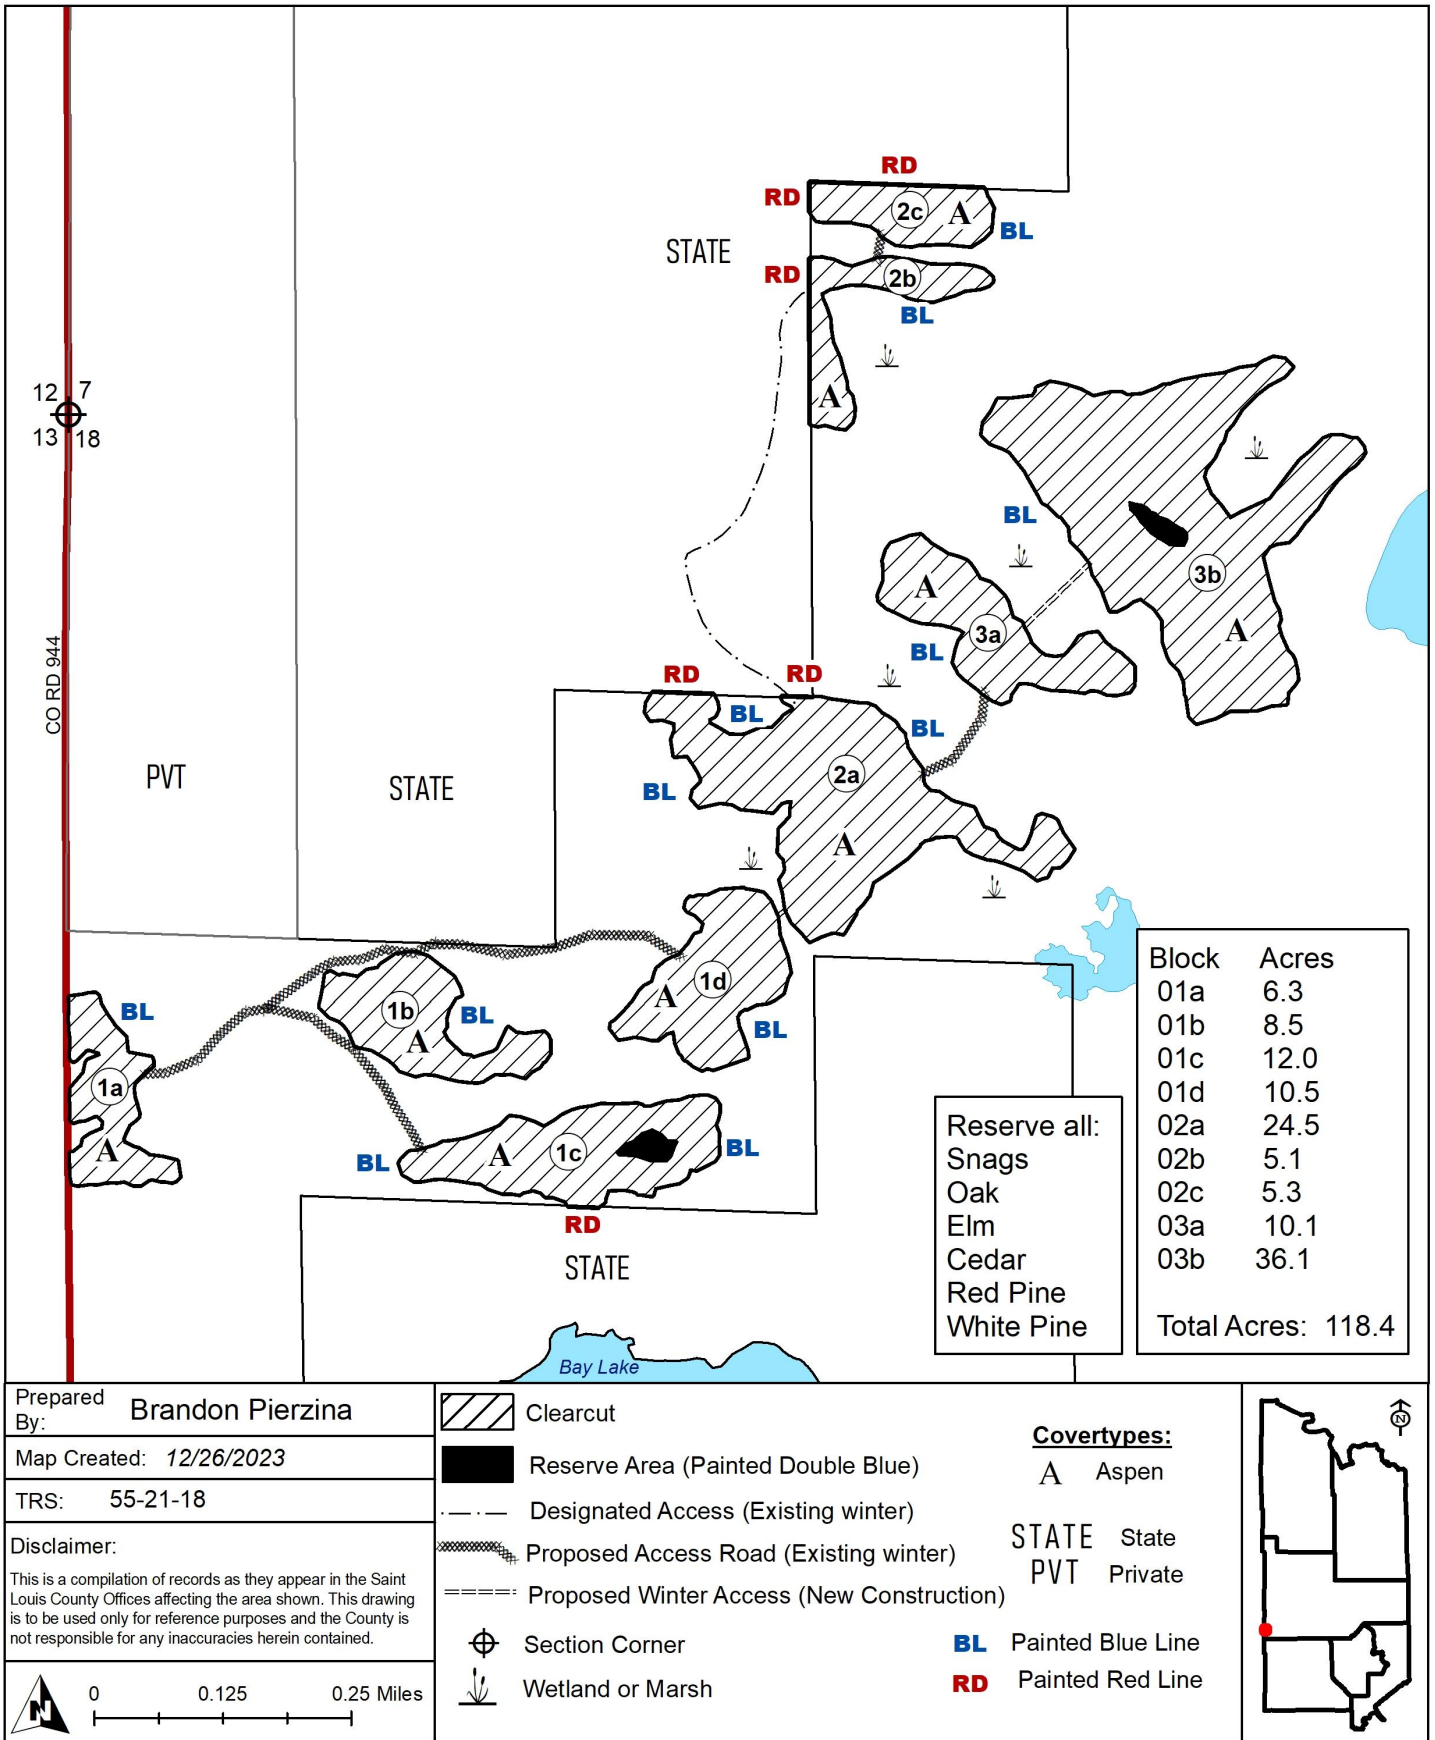 RD
RD
2c
A
BL
STATE
RD
2b
BL
12 7
13 18
A
BL
3b
A
A
3a
BL
CO RD 944
RD
RD
BL
BL
2a
PVT
STATE
BL
A
1d
A
BL
1b
BL
A
BL
1a
A
BL
A
1c
BL
RD
STATE
Bay Lake
Reserve all:
Snags
Oak
Elm
Cedar
Red Pine
White Pine
Block Acres
01a 6.3
01b 8.5
01c 12.0
01d 10.5
02a 24.5
02b 5.1
02c 5.3
03a 10.1
03b 36.1
Total Acres: 118.4
Prepared By: Brandon Pierzina
Map Created: 12/26/2023
TRS: 55-21-18
Disclaimer:
This is a compilation of records as they appear in the Saint
Louis County Offices affecting the area shown. This drawing
is to be used only for reference purposes and the County is
not responsible for any inaccuracies herein contained.
N
0 0.125 0.25 Miles
Clearcut
Reserve Area (Painted Double Blue)
Designated Access (Existing winter)
Proposed Access Road (Existing winter)
Proposed Winter Access (New Construction)
Section Corner
Wetland or Marsh
Covertypes:
A Aspen
STATE State
PVT Private
BL Painted Blue Line
RD Painted Red Line
N